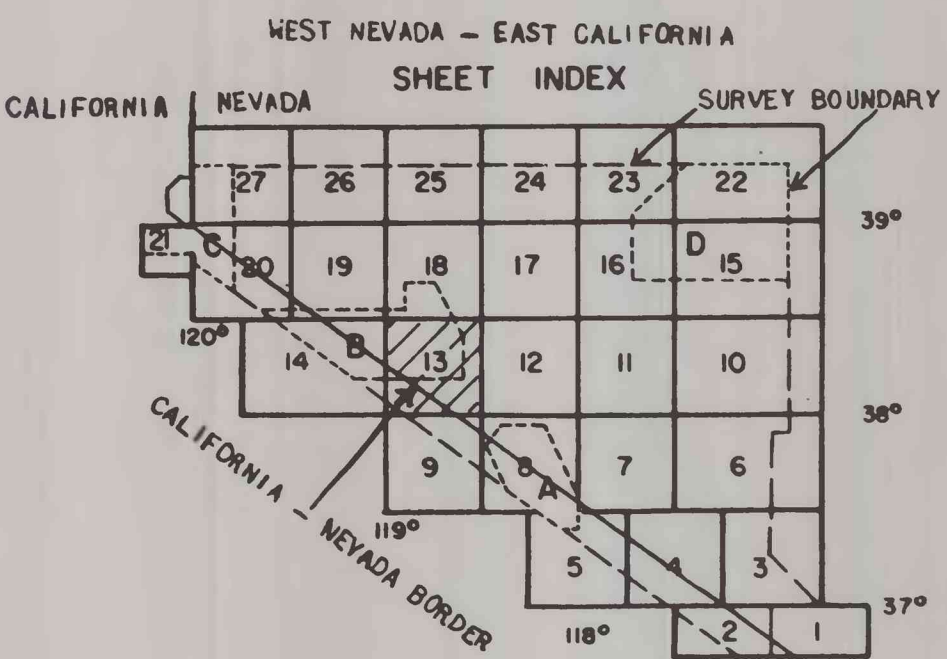 WEST NEVADA - EAST CALIFORNIA
SHEET INDEX
CALIFORNIA NEVADA
SURVEY BOUNDARY
27 26 25 24 23 22
39°
21 C 20 19 18 17 16 D 15
120°
14 B 13 12 11 10
38°
9 8 A 7 6
119°
CALIFORNIA - NEVADA BORDER
5 4 3
37°
118°
2 1